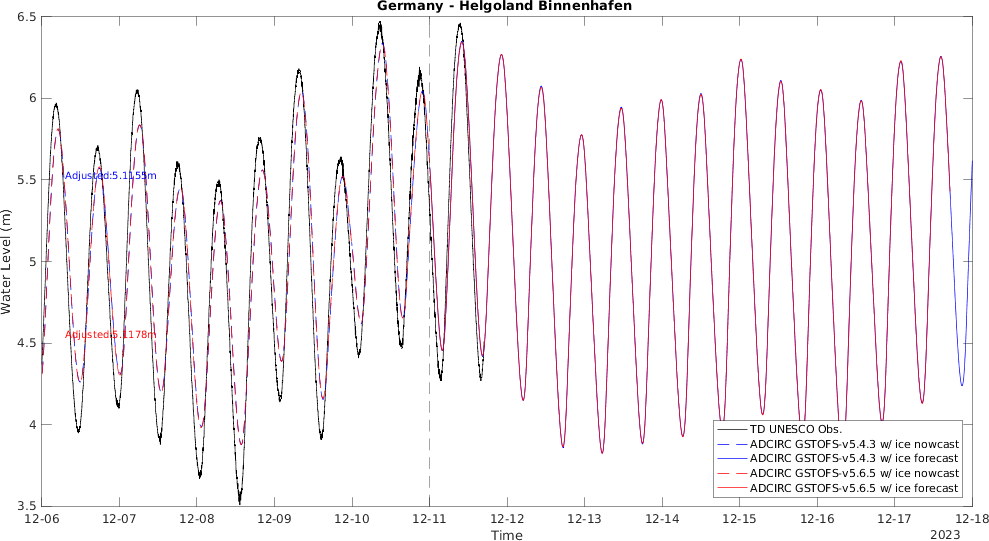 Germany - Helgoland Binnenhafen
6.5
6
5.5
5
4.5
4
3.5
Water Level (m)
Adjusted:5.1155m
Adjusted:5.1178m
TD UNESCO Obs.
ADCIRC GSTOFS-v5.4.3 w/ ice nowcast
ADCIRC GSTOFS-v5.4.3 w/ ice forecast
ADCIRC GSTOFS-v5.6.5 w/ ice nowcast
ADCIRC GSTOFS-v5.6.5 w/ ice forecast
12-06 12-07 12-08 12-09 12-10 12-11 12-12 12-13 12-14 12-15 12-16 12-17 12-18
Time
2023